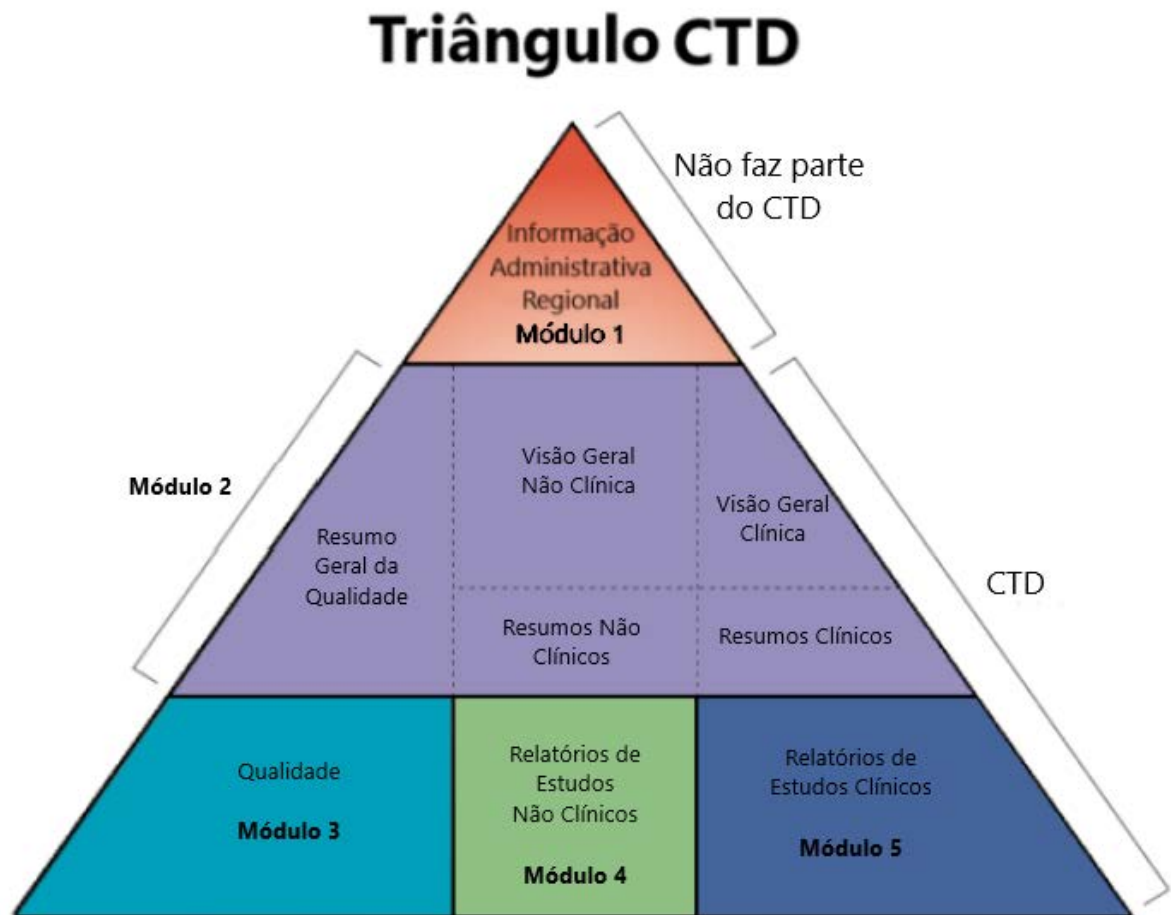 Triângulo CTD
Não faz parte
do CTD
Informação
Administrativa
Regional
Módulo 1
Módulo 2
Resumo
Geral da
Qualidade
Visão Geral
Não Clínica
Visão Geral
Clínica
Resumos Não
Clínicos
Resumos Clínicos
CTD
Qualidade
Módulo 3
Relatórios de
Estudos
Não Clínicos
Módulo 4
Relatórios de
Estudos Clínicos
Módulo 5